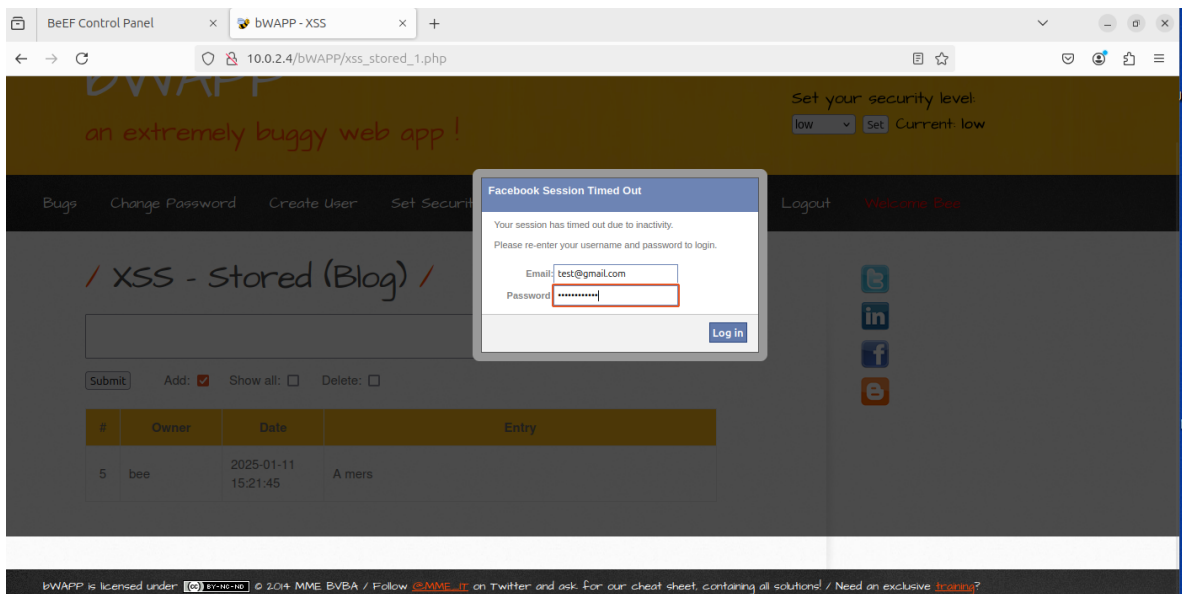 BeEF Control Panel
bWAPP - XSS
10.0.2.4/bWAPP/xss_stored_1.php
bWAPP
an extremely buggy web app !
Set your security level:
low Set Current: low
Bugs Change Password Create User Set Securit Logout Welcome Bee
Facebook Session Timed Out
Your session has timed out due to inactivity.
Please re-enter your username and password to login.
Email: test@gmail.com
Password
Log in
/ XSS - Stored (Blog) /
Submit Add: Show all: Delete:
# Owner Date Entry
5 bee 2025-01-11 A mers
15:21:45
bWAPP is licensed under (cc) BY-NC-ND © 2014 MME BVBA / Follow @MME_IT on Twitter and ask for our cheat sheet, containing all solutions! / Need an exclusive training?